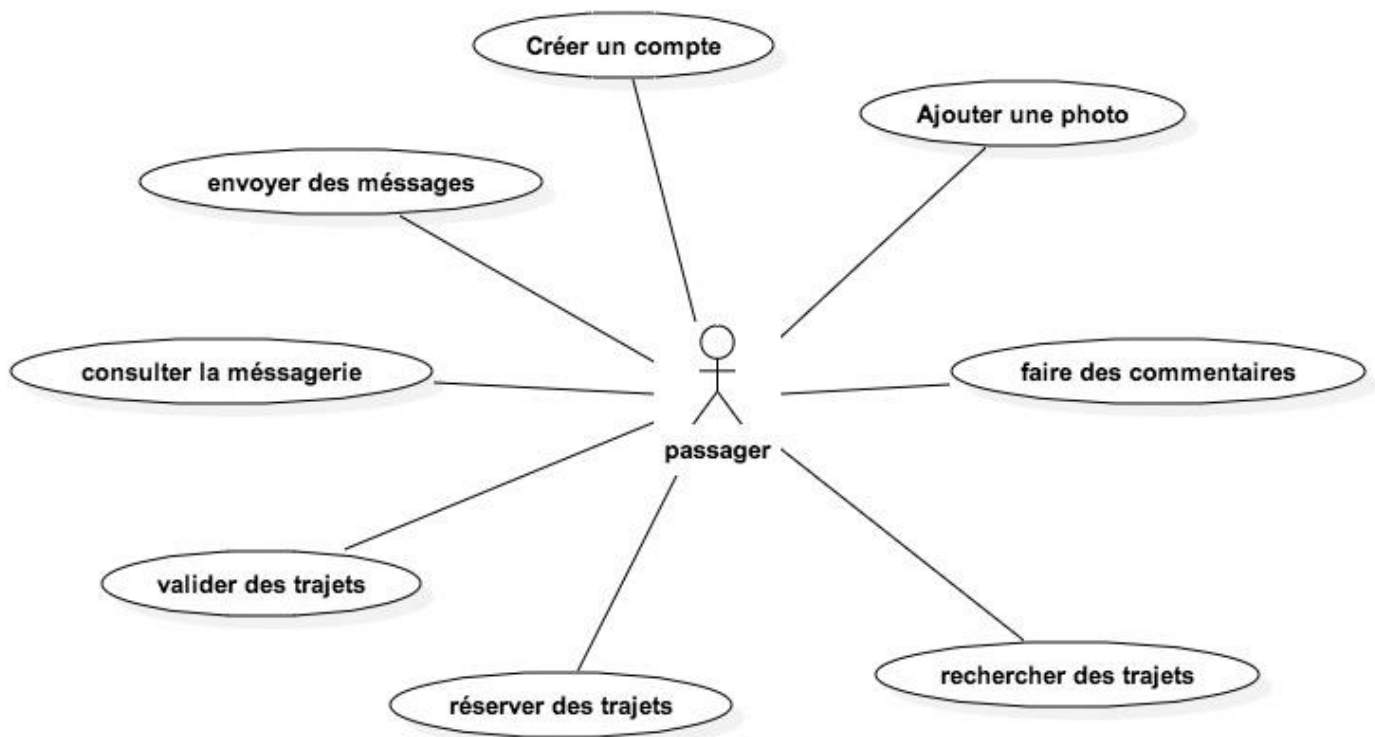 Créer un compte
Ajouter une photo
envoyer des méssages
consulter la méssagerie
faire des commentaires
passager
valider des trajets
rechercher des trajets
réserver des trajets